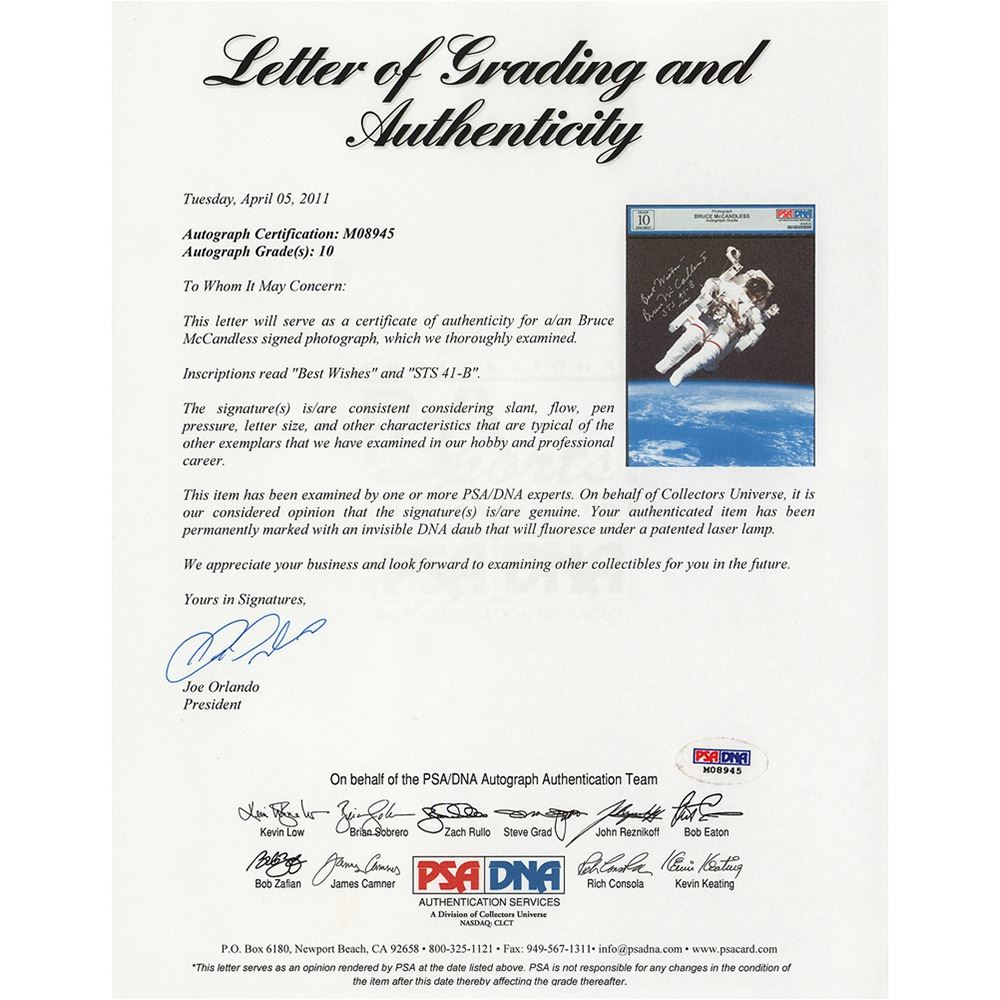 Letter of Grading and
Authenticity
Tuesday, April 05, 2011
Autograph Certification: M08945
Autograph Grade(s): 10
To Whom It May Concern:
This letter will serve as a certificate of authenticity for a/an Bruce
McCandless signed photograph, which we thoroughly examined.
Inscriptions read "Best Wishes" and "STS 41-B".
The signature(s) is/are consistent considering slant, flow, pen
pressure, letter size, and other characteristics that are typical of the
other exemplars that we have examined in our hobby and professional
career.
10
Photograph
BRUCE McCANDLESS
Autograph Grade
PSA DNA
Best Wishes -
Bruce McCandless
STS 41-B
This item has been examined by one or more PSA/DNA experts. On behalf of Collectors Universe, it is
our considered opinion that the signature(s) is/are genuine. Your authenticated item has been
permanently marked with an invisible DNA daub that will fluoresce under a patented laser lamp.
We appreciate your business and look forward to examining other collectibles for you in the future.
Yours in Signatures,
Joe Orlando
President
PSA DNA
M08945
On behalf of the PSA/DNA Autograph Authentication Team
Kevin Low Brian Sobrero Zach Rullo Steve Grad John Reznikoff Bob Eaton
Bob Zafian James Camner Rich Consola Kevin Keating
PSA DNA
AUTHENTICATION SERVICES
A Division of Collectors Universe
NASDAQ: CLCT
P.O. Box 6180, Newport Beach, CA 92658 • 800-325-1121 • Fax: 949-567-1311• info@psadna.com • www.psacard.com
*This letter serves as an opinion rendered by PSA at the date listed above. PSA is not responsible for any changes in the condition of
the item after this date thereby affecting the grade thereafter.